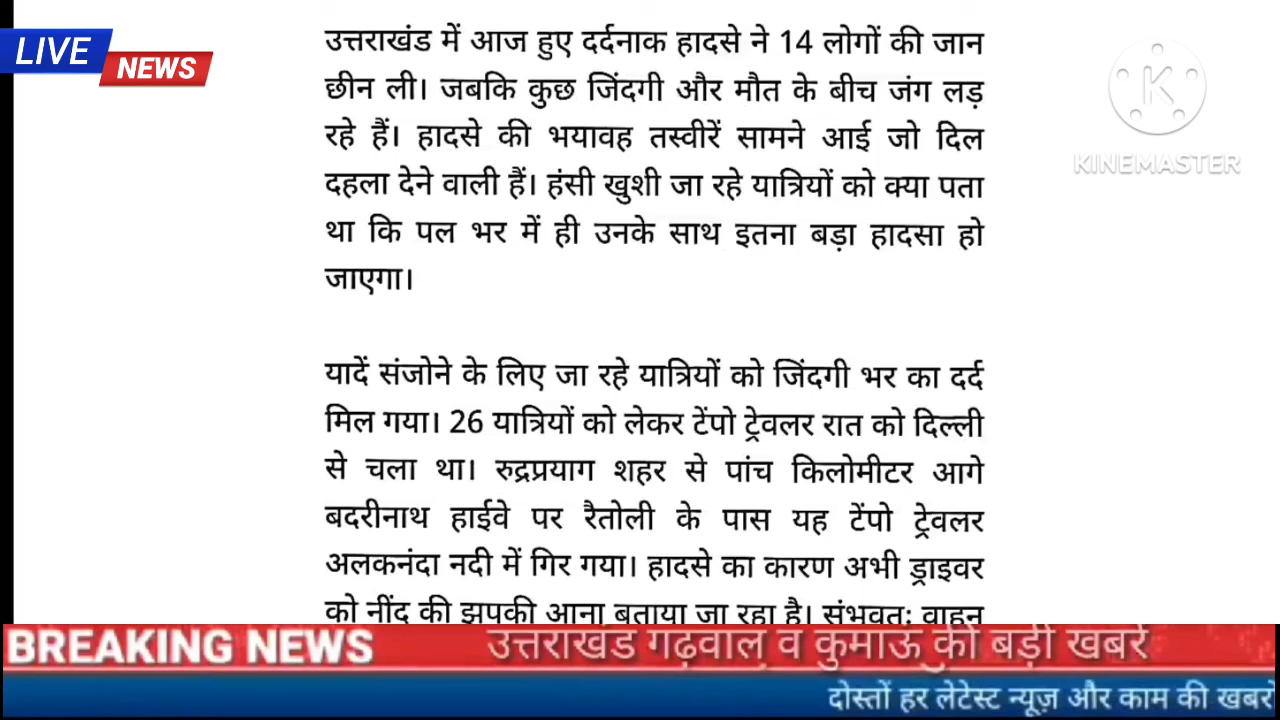 LIVE
NEWS
उत्तराखंड में आज हुए दर्दनाक हादसे ने 14 लोगों की जान
छीन ली। जबकि कुछ जिंदगी और मौत के बीच जंग लड़
रहे हैं। हादसे की भयावह तस्वीरें सामने आई जो दिल
दहला देने वाली हैं। हंसी खुशी जा रहे यात्रियों को क्या पता
था कि पल भर में ही उनके साथ इतना बड़ा हादसा हो
जाएगा।
K
KINEMASTER
यादें संजोने के लिए जा रहे यात्रियों को जिंदगी भर का दर्द
मिल गया। 26 यात्रियों को लेकर टेंपो ट्रेवलर रात को दिल्ली
से चला था। रुद्रप्रयाग शहर से पांच किलोमीटर आगे
बदरीनाथ हाईवे पर रैतोली के पास यह टेंपो ट्रेवलर
अलकनंदा नदी में गिर गया। हादसे का कारण अभी ड्राइवर
को नींद की झपकी आना बताया जा रहा है। संभवतः वाहन
BREAKING NEWS
उत्तराखंड गढ़वाल व कुमाऊं की बड़ी खबरें
दोस्तों हर लेटेस्ट न्यूज़ और काम की खबरों